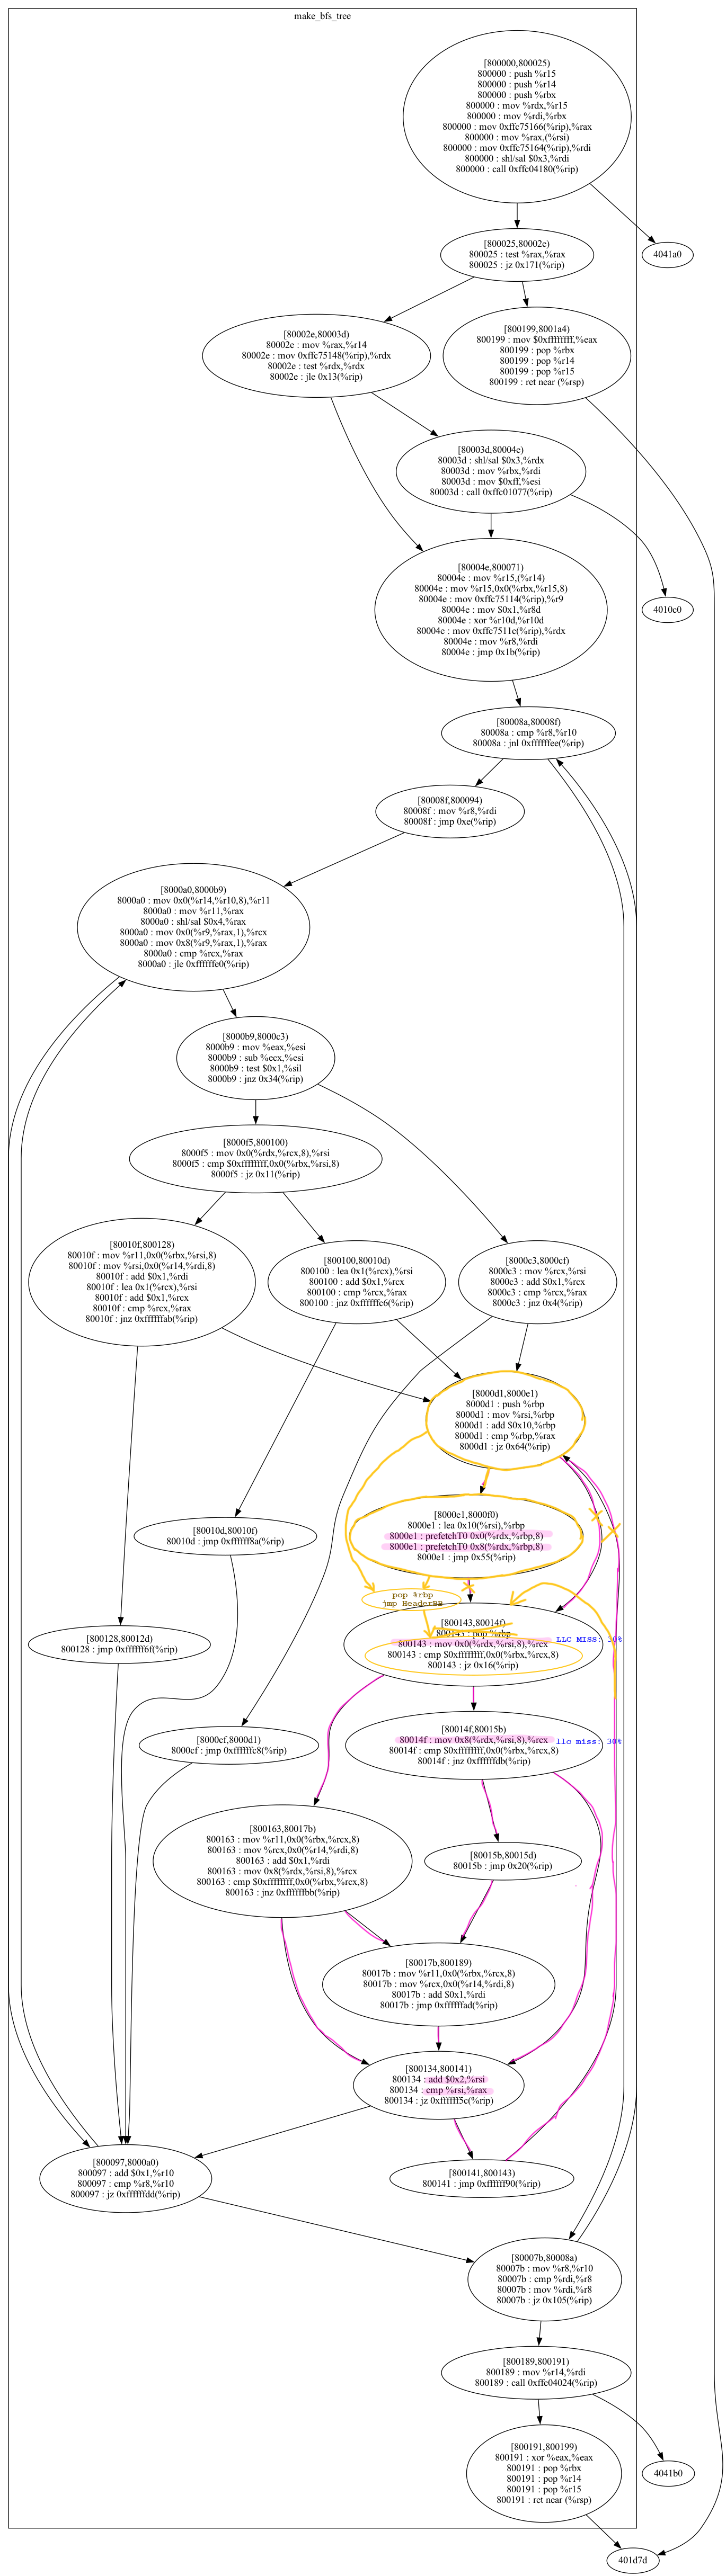 make_bfs_tree
[800000,800025)
800000 : push %r15
800000 : push %r14
800000 : push %rbx
800000 : mov %rdx,%r15
800000 : mov %rdi,%rbx
800000 : mov 0xffc75166(%rip),%rax
800000 : mov %rax,(%rsi)
800000 : mov 0xffc75164(%rip),%rdi
800000 : shl/sal $0x3,%rdi
800000 : call 0xffc04180(%rip)
[800025,80002e)
800025 : test %rax,%rax
800025 : jz 0x171(%rip)
4041a0
[80002e,80003d)
80002e : mov %rax,%r14
80002e : mov 0xffc75148(%rip),%rdx
80002e : test %rdx,%rdx
80002e : jle 0x13(%rip)
[800199,8001a4)
800199 : mov $0xffffffff,%eax
800199 : pop %rbx
800199 : pop %r14
800199 : pop %r15
800199 : ret near (%rsp)
[80003d,80004e)
80003d : shl/sal $0x3,%rdx
80003d : mov %rbx,%rdi
80003d : mov $0xff,%esi
80003d : call 0xffc01077(%rip)
[80004e,800071)
80004e : mov %r15,(%r14)
80004e : mov %r15,0x0(%rbx,%r15,8)
80004e : mov 0xffc75114(%rip),%r9
80004e : mov $0x1,%r8d
80004e : xor %r10d,%r10d
80004e : mov 0xffc7511c(%rip),%rdx
80004e : mov %r8,%rdi
80004e : jmp 0x1b(%rip)
4010c0
[80008a,80008f)
80008a : cmp %r8,%r10
80008a : jnl 0xffffffee(%rip)
[80008f,800094)
80008f : mov %r8,%rdi
80008f : jmp 0xe(%rip)
[8000a0,8000b9)
8000a0 : mov 0x0(%r14,%r10,8),%r11
8000a0 : mov %r11,%rax
8000a0 : shl/sal $0x4,%rax
8000a0 : mov 0x0(%r9,%rax,1),%rcx
8000a0 : mov 0x8(%r9,%rax,1),%rax
8000a0 : cmp %rcx,%rax
8000a0 : jle 0xffffffe0(%rip)
[8000b9,8000c3)
8000b9 : mov %eax,%esi
8000b9 : sub %ecx,%esi
8000b9 : test $0x1,%sil
8000b9 : jnz 0x34(%rip)
[8000f5,800100)
8000f5 : mov 0x0(%rdx,%rcx,8),%rsi
8000f5 : cmp $0xffffffff,0x0(%rbx,%rsi,8)
8000f5 : jz 0x11(%rip)
[80010f,800128)
80010f : mov %r11,0x0(%rbx,%rsi,8)
80010f : mov %rsi,0x0(%r14,%rdi,8)
80010f : add $0x1,%rdi
80010f : lea 0x1(%rcx),%rsi
80010f : add $0x1,%rcx
80010f : cmp %rcx,%rax
80010f : jnz 0xffffffab(%rip)
[800100,80010d)
800100 : lea 0x1(%rcx),%rsi
800100 : add $0x1,%rcx
800100 : cmp %rcx,%rax
800100 : jnz 0xffffffc6(%rip)
[8000c3,8000cf)
8000c3 : mov %rcx,%rsi
8000c3 : add $0x1,%rcx
8000c3 : cmp %rcx,%rax
8000c3 : jnz 0x4(%rip)
[8000d1,8000e1)
8000d1 : push %rbp
8000d1 : mov %rsi,%rbp
8000d1 : add $0x10,%rbp
8000d1 : cmp %rbp,%rax
8000d1 : jz 0x64(%rip)
[8000e1,8000f0)
8000e1 : lea 0x10(%rsi),%rbp
8000e1 : prefetchT0 0x0(%rdx,%rbp,8)
8000e1 : prefetchT0 0x8(%rdx,%rbp,8)
8000e1 : jmp 0x55(%rip)
[80010d,80010f)
80010d : jmp 0xffffff8a(%rip)
pop %rbp
jmp HeaderBB
[800143,80014f)
800143 : pop %rbp
800143 : mov 0x0(%rdx,%rsi,8),%rcx
800143 : cmp $0xffffffff,0x0(%rbx,%rcx,8)
800143 : jz 0x16(%rip)
LLC MISS: 30%
[800128,80012d)
800128 : jmp 0xffffff6f(%rip)
[8000cf,8000d1)
8000cf : jmp 0xffffffc8(%rip)
[80014f,80015b)
80014f : mov 0x8(%rdx,%rsi,8),%rcx
80014f : cmp $0xffffffff,0x0(%rbx,%rcx,8)
80014f : jnz 0xffffffdb(%rip)
llc miss: 30%
[800163,80017b)
800163 : mov %r11,0x0(%rbx,%rcx,8)
800163 : mov %rcx,0x0(%r14,%rdi,8)
800163 : add $0x1,%rdi
800163 : mov 0x8(%rdx,%rsi,8),%rcx
800163 : cmp $0xffffffff,0x0(%rbx,%rcx,8)
800163 : jnz 0xffffffbb(%rip)
[80015b,80015d)
80015b : jmp 0x20(%rip)
[80017b,800189)
80017b : mov %r11,0x0(%rbx,%rcx,8)
80017b : mov %rcx,0x0(%r14,%rdi,8)
80017b : add $0x1,%rdi
80017b : jmp 0xffffffad(%rip)
[800134,800141)
800134 : add $0x2,%rsi
800134 : cmp %rsi,%rax
800134 : jz 0xffffff5c(%rip)
[800097,8000a0)
800097 : add $0x1,%r10
800097 : cmp %r8,%r10
800097 : jz 0xffffffdd(%rip)
[800141,800143)
800141 : jmp 0xffffff90(%rip)
[80007b,80008a)
80007b : mov %r8,%r10
80007b : cmp %rdi,%r8
80007b : mov %rdi,%r8
80007b : jz 0x105(%rip)
[800189,800191)
800189 : mov %r14,%rdi
800189 : call 0xffc04024(%rip)
[800191,800199)
800191 : xor %eax,%eax
800191 : pop %rbx
800191 : pop %r14
800191 : pop %r15
800191 : ret near (%rsp)
4041b0
401d7d